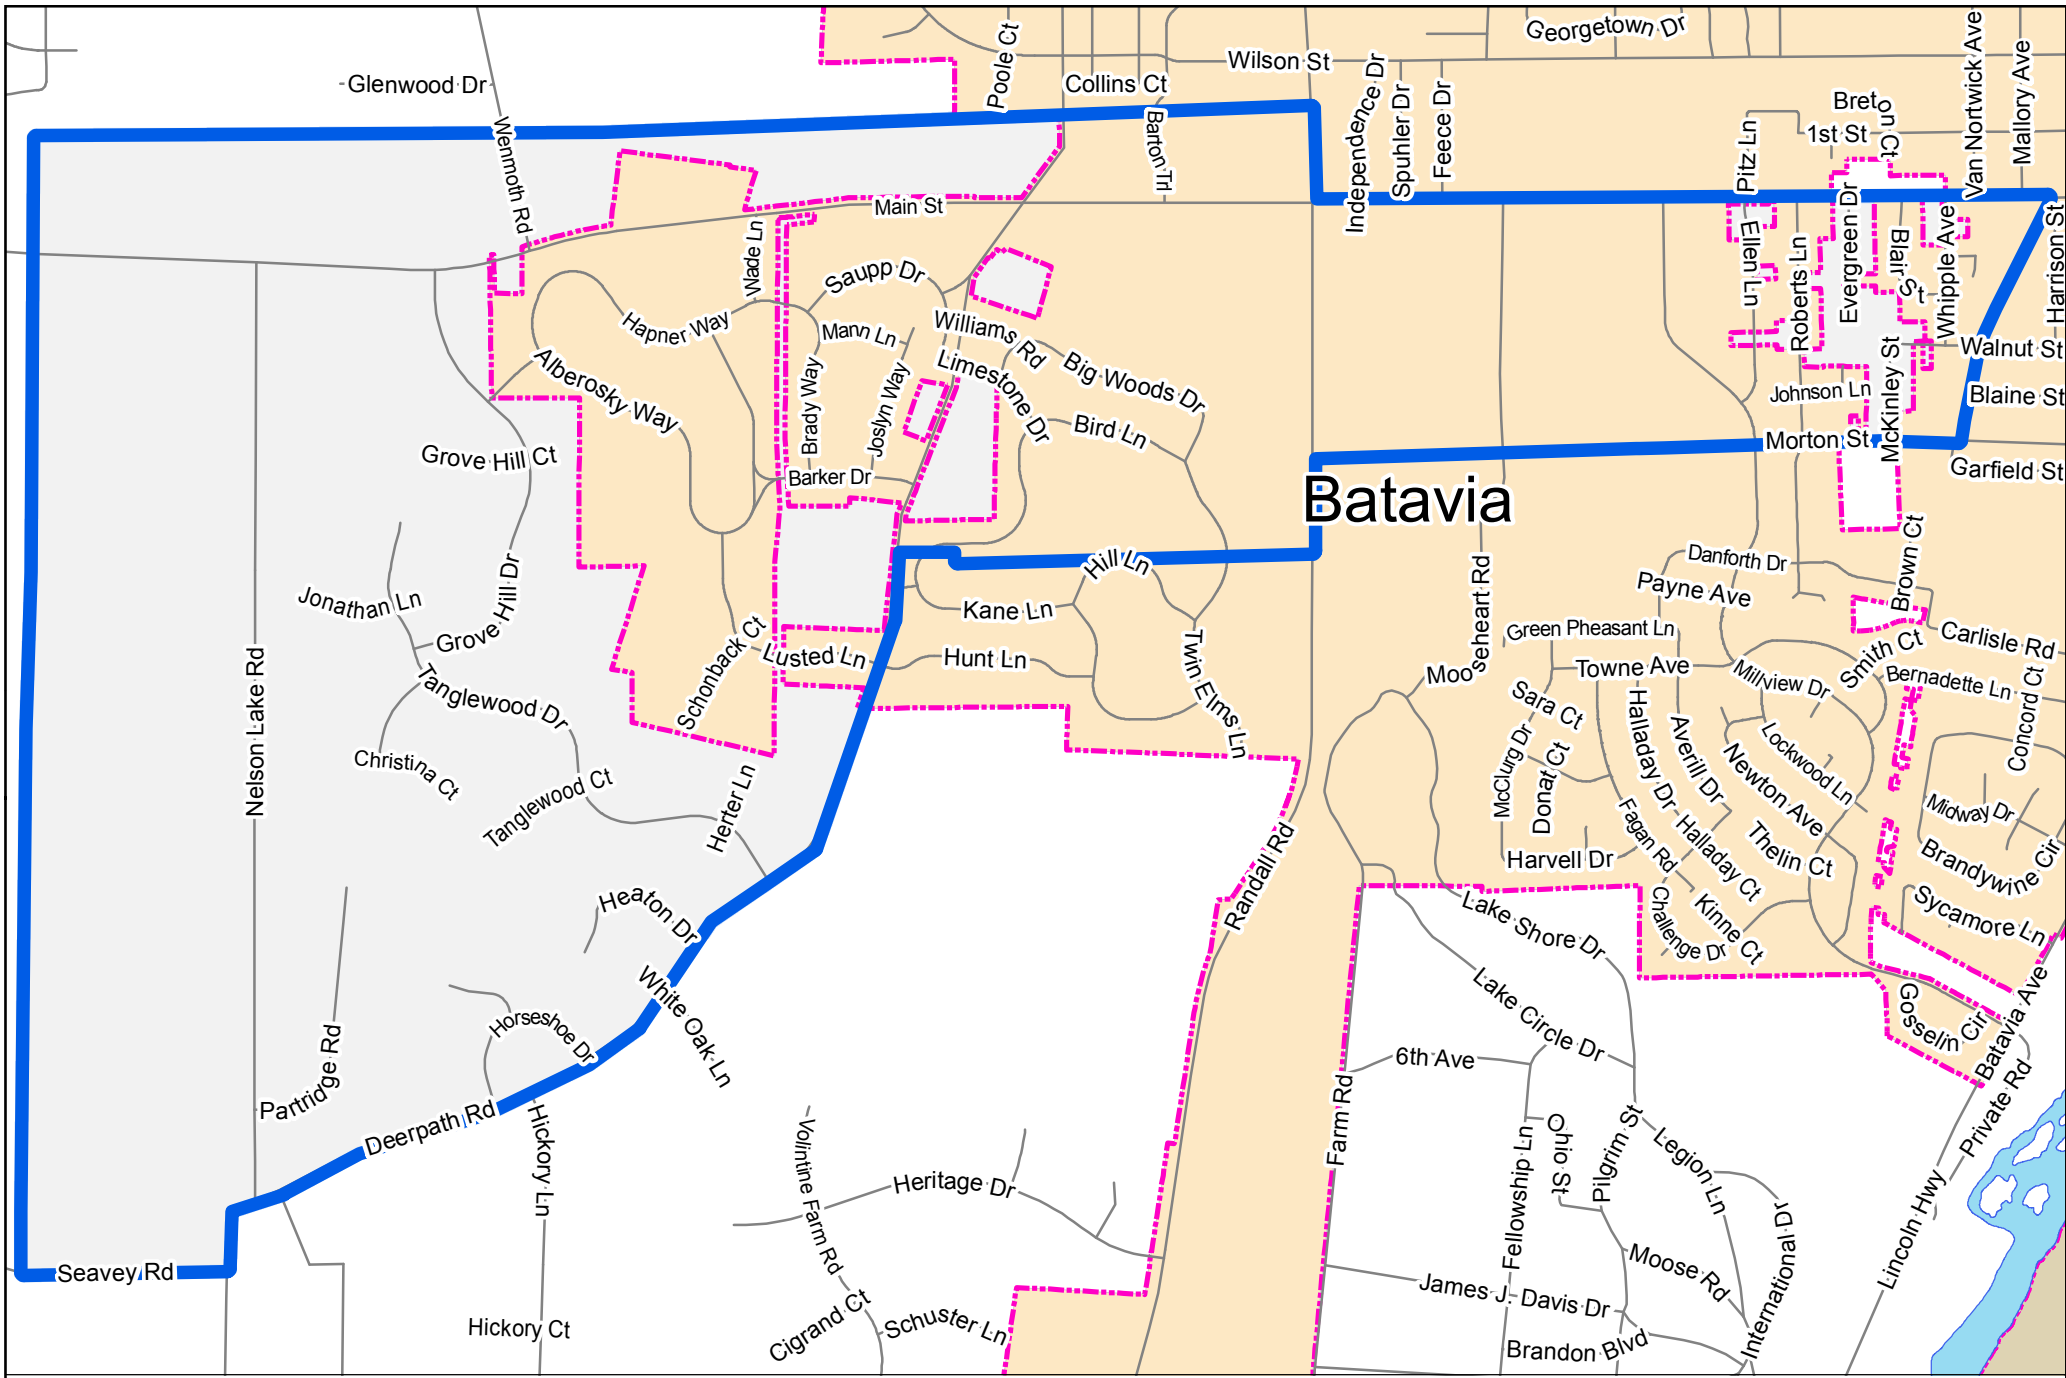 Georgetown Dr
Poole Ct
Wilson St
Collins Ct
Glenwood Dr
Independence Dr
Spuhler Dr
Feece Dr
Van Nortwick Ave
Mallory Ave
Breton Ct
1st St
Pitz Ln
Wenmoth Rd
Barton Trl
Main St
Wade Ln
Saupp Dr
Ellen Ln
Roberts Ln
Evergreen Dr
Blair St
Whipple Ave
Harrison St
Hapner Way
Mann Ln
Williams Rd
Limestone Dr
Big Woods Dr
Alberosky Way
Brady Way
Joslyn Way
Bird Ln
Walnut St
McKinley St
Johnson Ln
Blaine St
Morton St
Garfield St
Grove Hill Ct
Barker Dr
Batavia
Mooseheart Rd
Danforth Dr
Brown Ct
Payne Ave
Hill Ln
Kane Ln
Jonathan Ln
Grove Hill Dr
Nelson Lake Rd
Schonback Ct
Lusted Ln
Hunt Ln
Twin Elms Ln
Green Pheasant Ln
Towne Ave
Millview Dr
Smith Ct
Carlisle Rd
Bernadette Ln
Concord Ct
Tanglewood Dr
Christina Ct
Tanglewood Ct
Herter Ln
Sara Ct
McClurg Dr
Donat Ct
Halladay Dr
Averill Dr
Newton Ave
Lockwood Ln
Midway Dr
Fagan Rd
Halladay Ct
Thelin Ct
Harvell Dr
Brandywine Cir
Randall Rd
Heaton Dr
Lake Shore Dr
Challenge Dr
Kinne Ct
Sycamore Ln
White Oak Ln
Lake Circle Dr
Gosselin Cir
Batavia Ave
Horseshoe Dr
Partridge Rd
6th Ave
Farm Rd
Private Rd
Deerpath Rd
Hickory Ln
Volintine Farm Rd
Heritage Dr
Fellowship Ln
Ohio St
Pilgrim St
Legion Ln
Lincoln Hwy
Seavey Rd
Moose Rd
International Dr
James J. Davis Dr
Hickory Ct
Cigrand Ct
Schuster Ln
Brandon Blvd